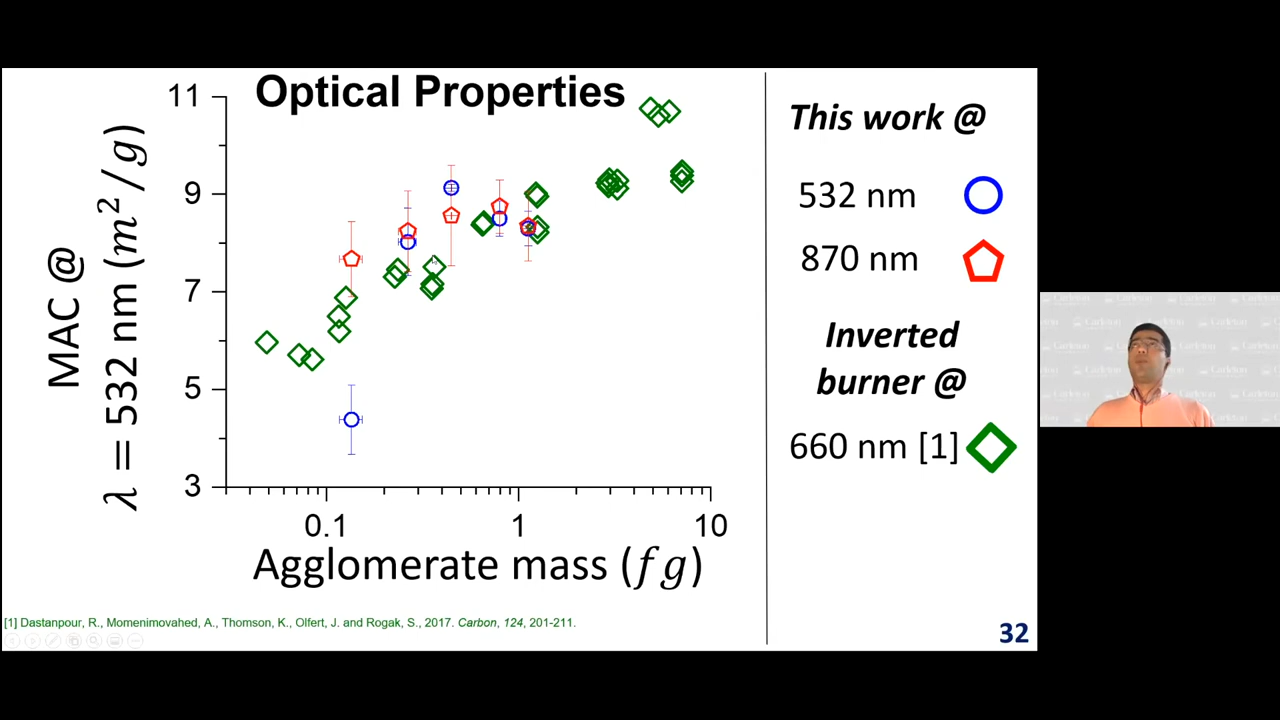 Optical Properties
11
9
7
5
3
MAC @
λ = 532 nm (m²/g)
0.1
1
10
Agglomerate mass (fg)
This work @
532 nm
870 nm
Inverted
burner @
660 nm [1]
[1] Dastanpour, R., Momenimovahed, A., Thomson, K., Olfert, J. and Rogak, S., 2017. Carbon, 124, 201-211.
32
Carleton